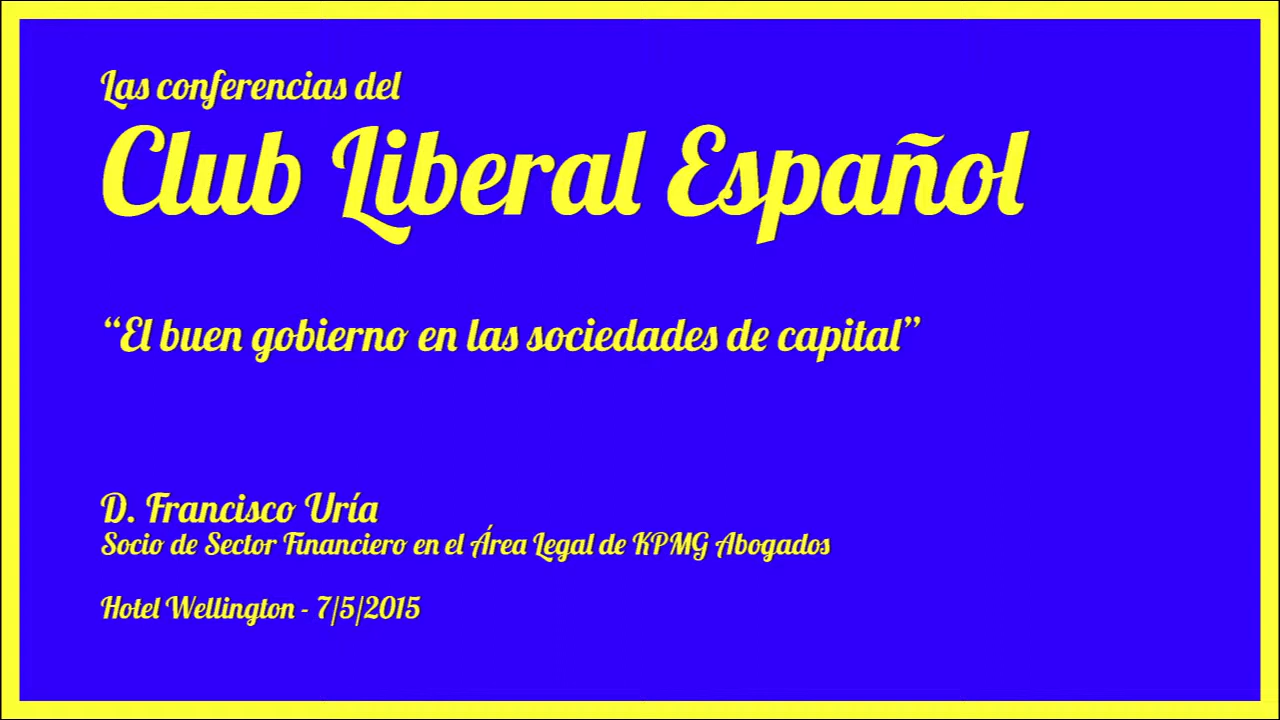 Las conferencias del
Club Liberal Español
“El buen gobierno en las sociedades de capital”
D. Francisco Uría
Socio de Sector Financiero en el Área Legal de KPMG Abogados
Hotel Wellington - 7/5/2015